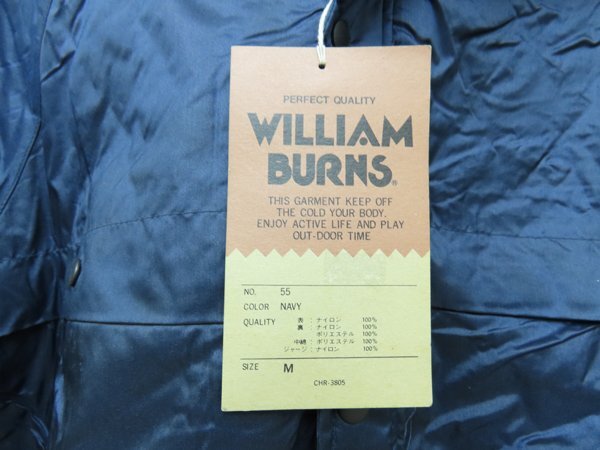 PERFECT QUALITY
WILLIAM
BURNS®
THIS GARMENT KEEP OFF
THE COLD YOUR BODY.
ENJOY ACTIVE LIFE AND PLAY
OUT-DOOR TIME
NO. 55
COLOR NAVY
QUALITY 表 : ナイロン 100%
裏 : ナイロン 100%
ポリエステル 100%
中綿 : ポリエステル 100%
ジャージ : ナイロン 100%
SIZE M
CHR-3805